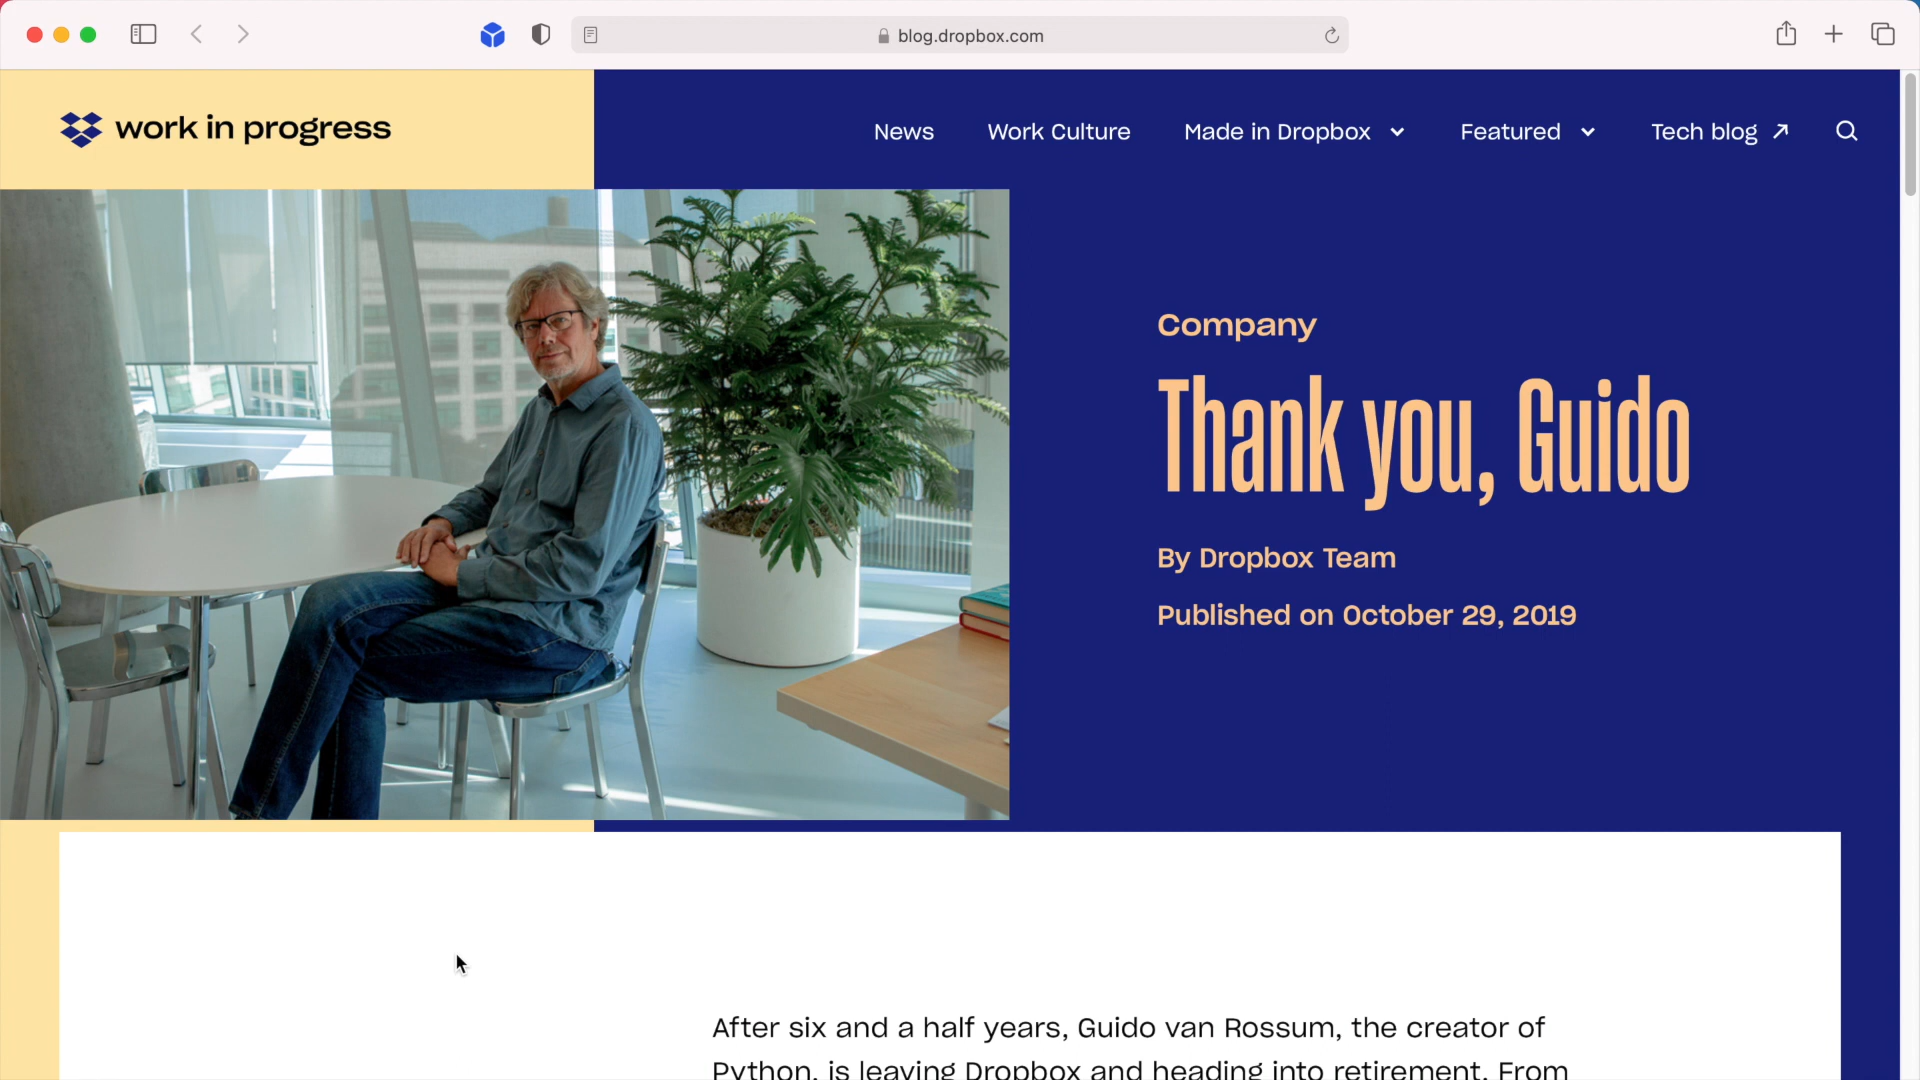 blog.dropbox.com
work in progress
News Work Culture Made in Dropbox Featured Tech blog
Company
Thank you, Guido
By Dropbox Team
Published on October 29, 2019
After six and a half years, Guido van Rossum, the creator of
Python, is leaving Dropbox and heading into retirement. From